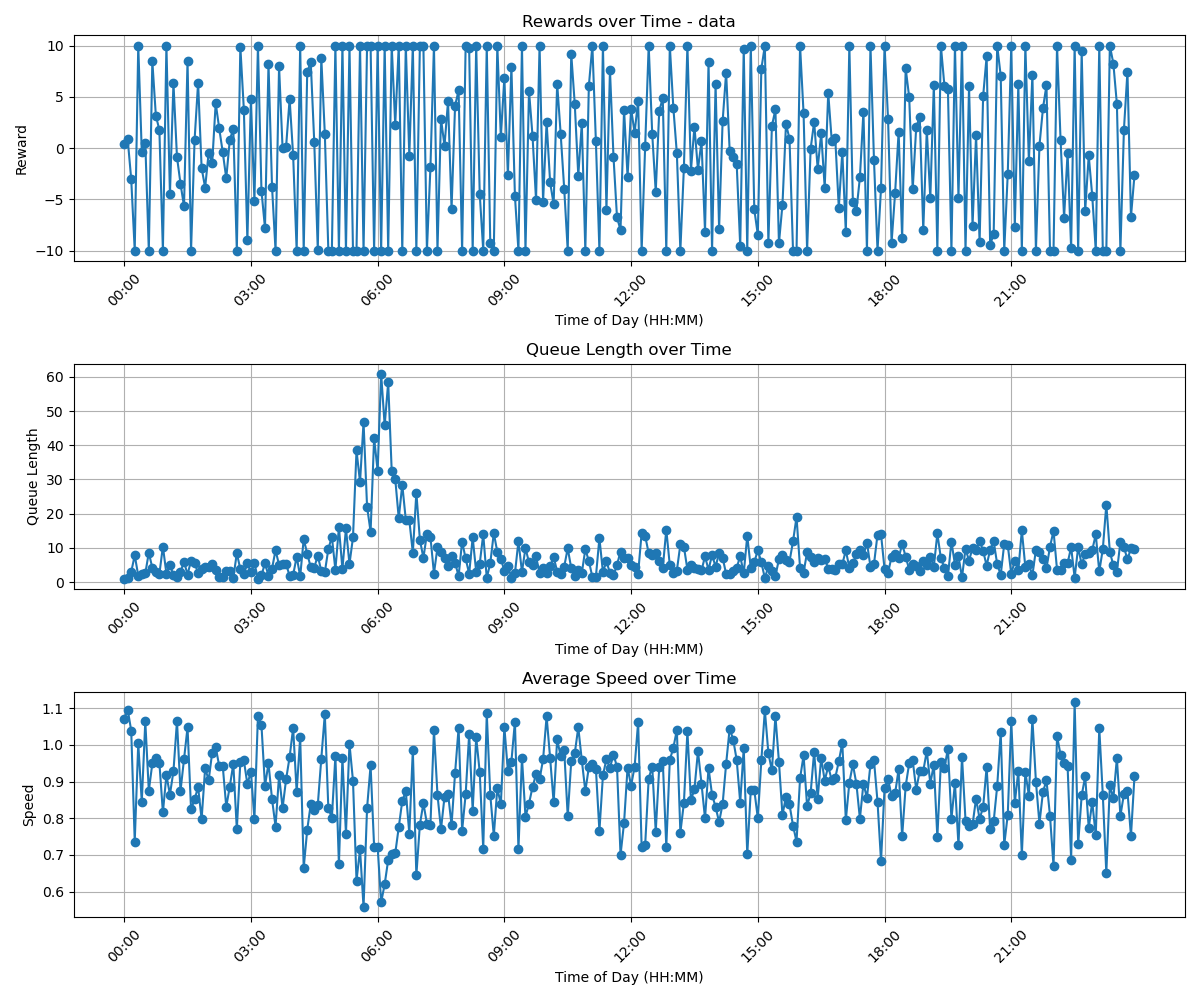 Rewards over Time - data
Reward
10
5
0
−5
−10
00:00 03:00 06:00 09:00 12:00 15:00 18:00 21:00
Time of Day (HH:MM)
Queue Length over Time
Queue Length
60
50
40
30
20
10
0
00:00 03:00 06:00 09:00 12:00 15:00 18:00 21:00
Time of Day (HH:MM)
Average Speed over Time
Speed
1.1
1.0
0.9
0.8
0.7
0.6
00:00 03:00 06:00 09:00 12:00 15:00 18:00 21:00
Time of Day (HH:MM)